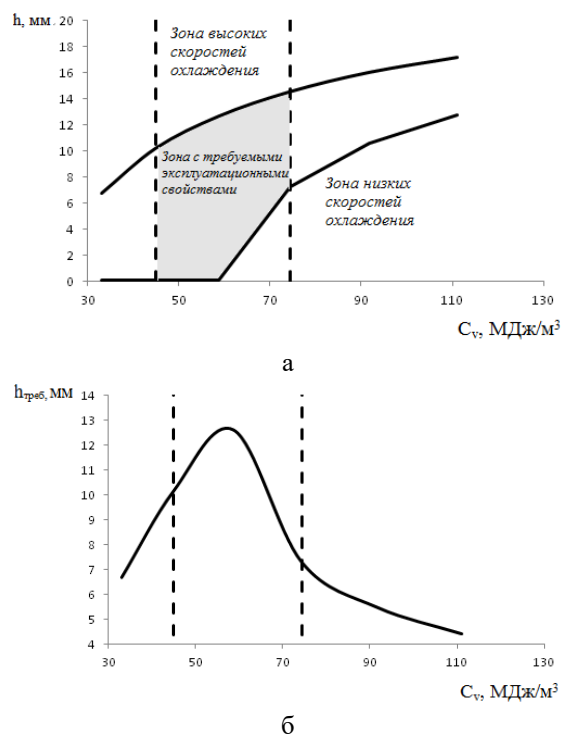 h, мм
20
18
16
14
12
10
8
6
4
2
0
Зона высоких
скоростей
охлаждения
Зона с требуемыми
эксплуатационными
свойствами
Зона низких
скоростей
охлаждения
30 50 70 90 110 130
Cv, МДж/м³
а
hтреб, мм
14
13
12
11
10
9
8
7
6
5
4
30 50 70 90 110 130
Cv, МДж/м³
б